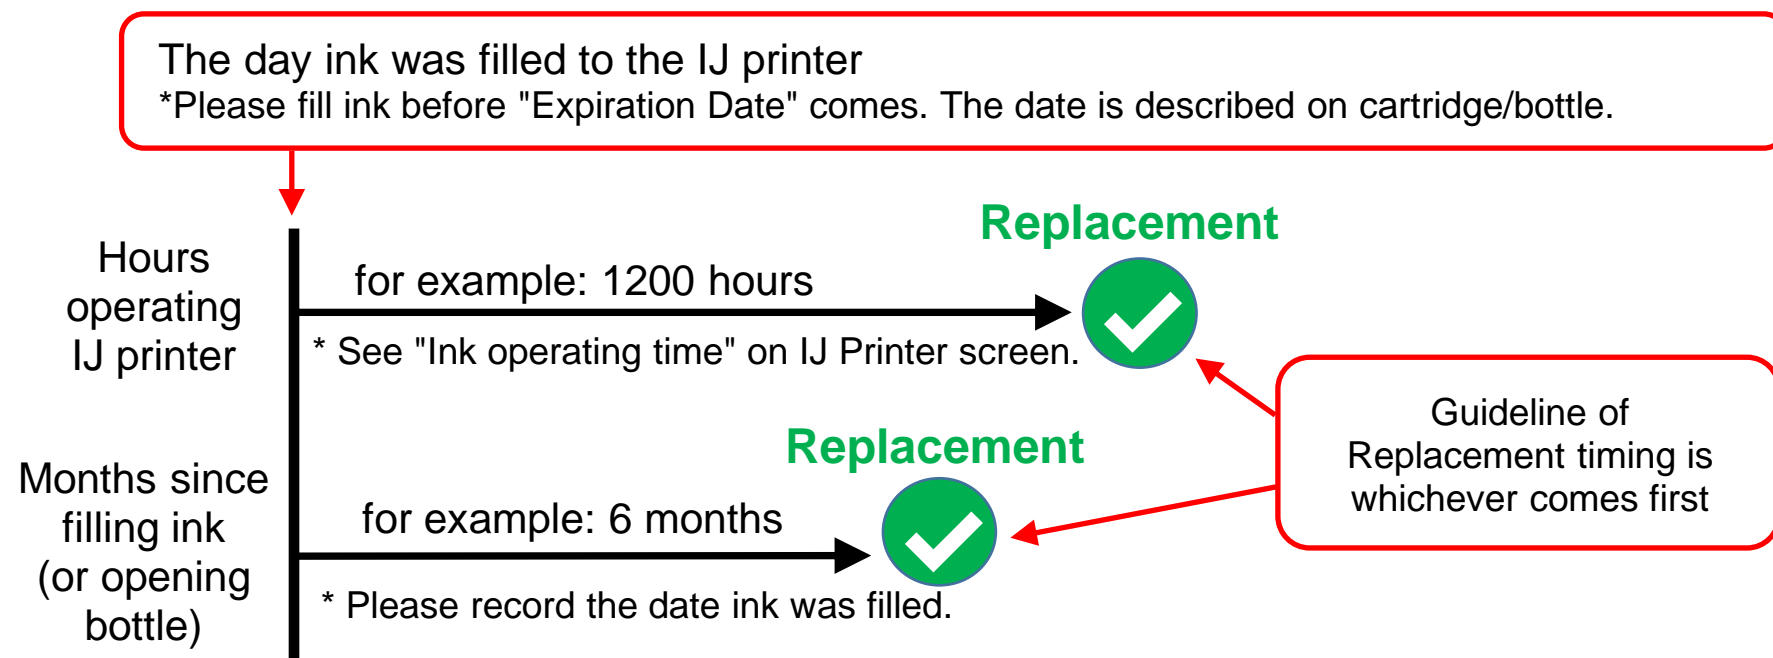 The day ink was filled to the IJ printer
*Please fill ink before "Expiration Date" comes. The date is described on cartridge/bottle.
Hours
operating
IJ printer
for example: 1200 hours
* See "Ink operating time" on IJ Printer screen.
Replacement
Months since
filling ink
(or opening
bottle)
for example: 6 months
* Please record the date ink was filled.
Replacement
Guideline of
Replacement timing is
whichever comes first